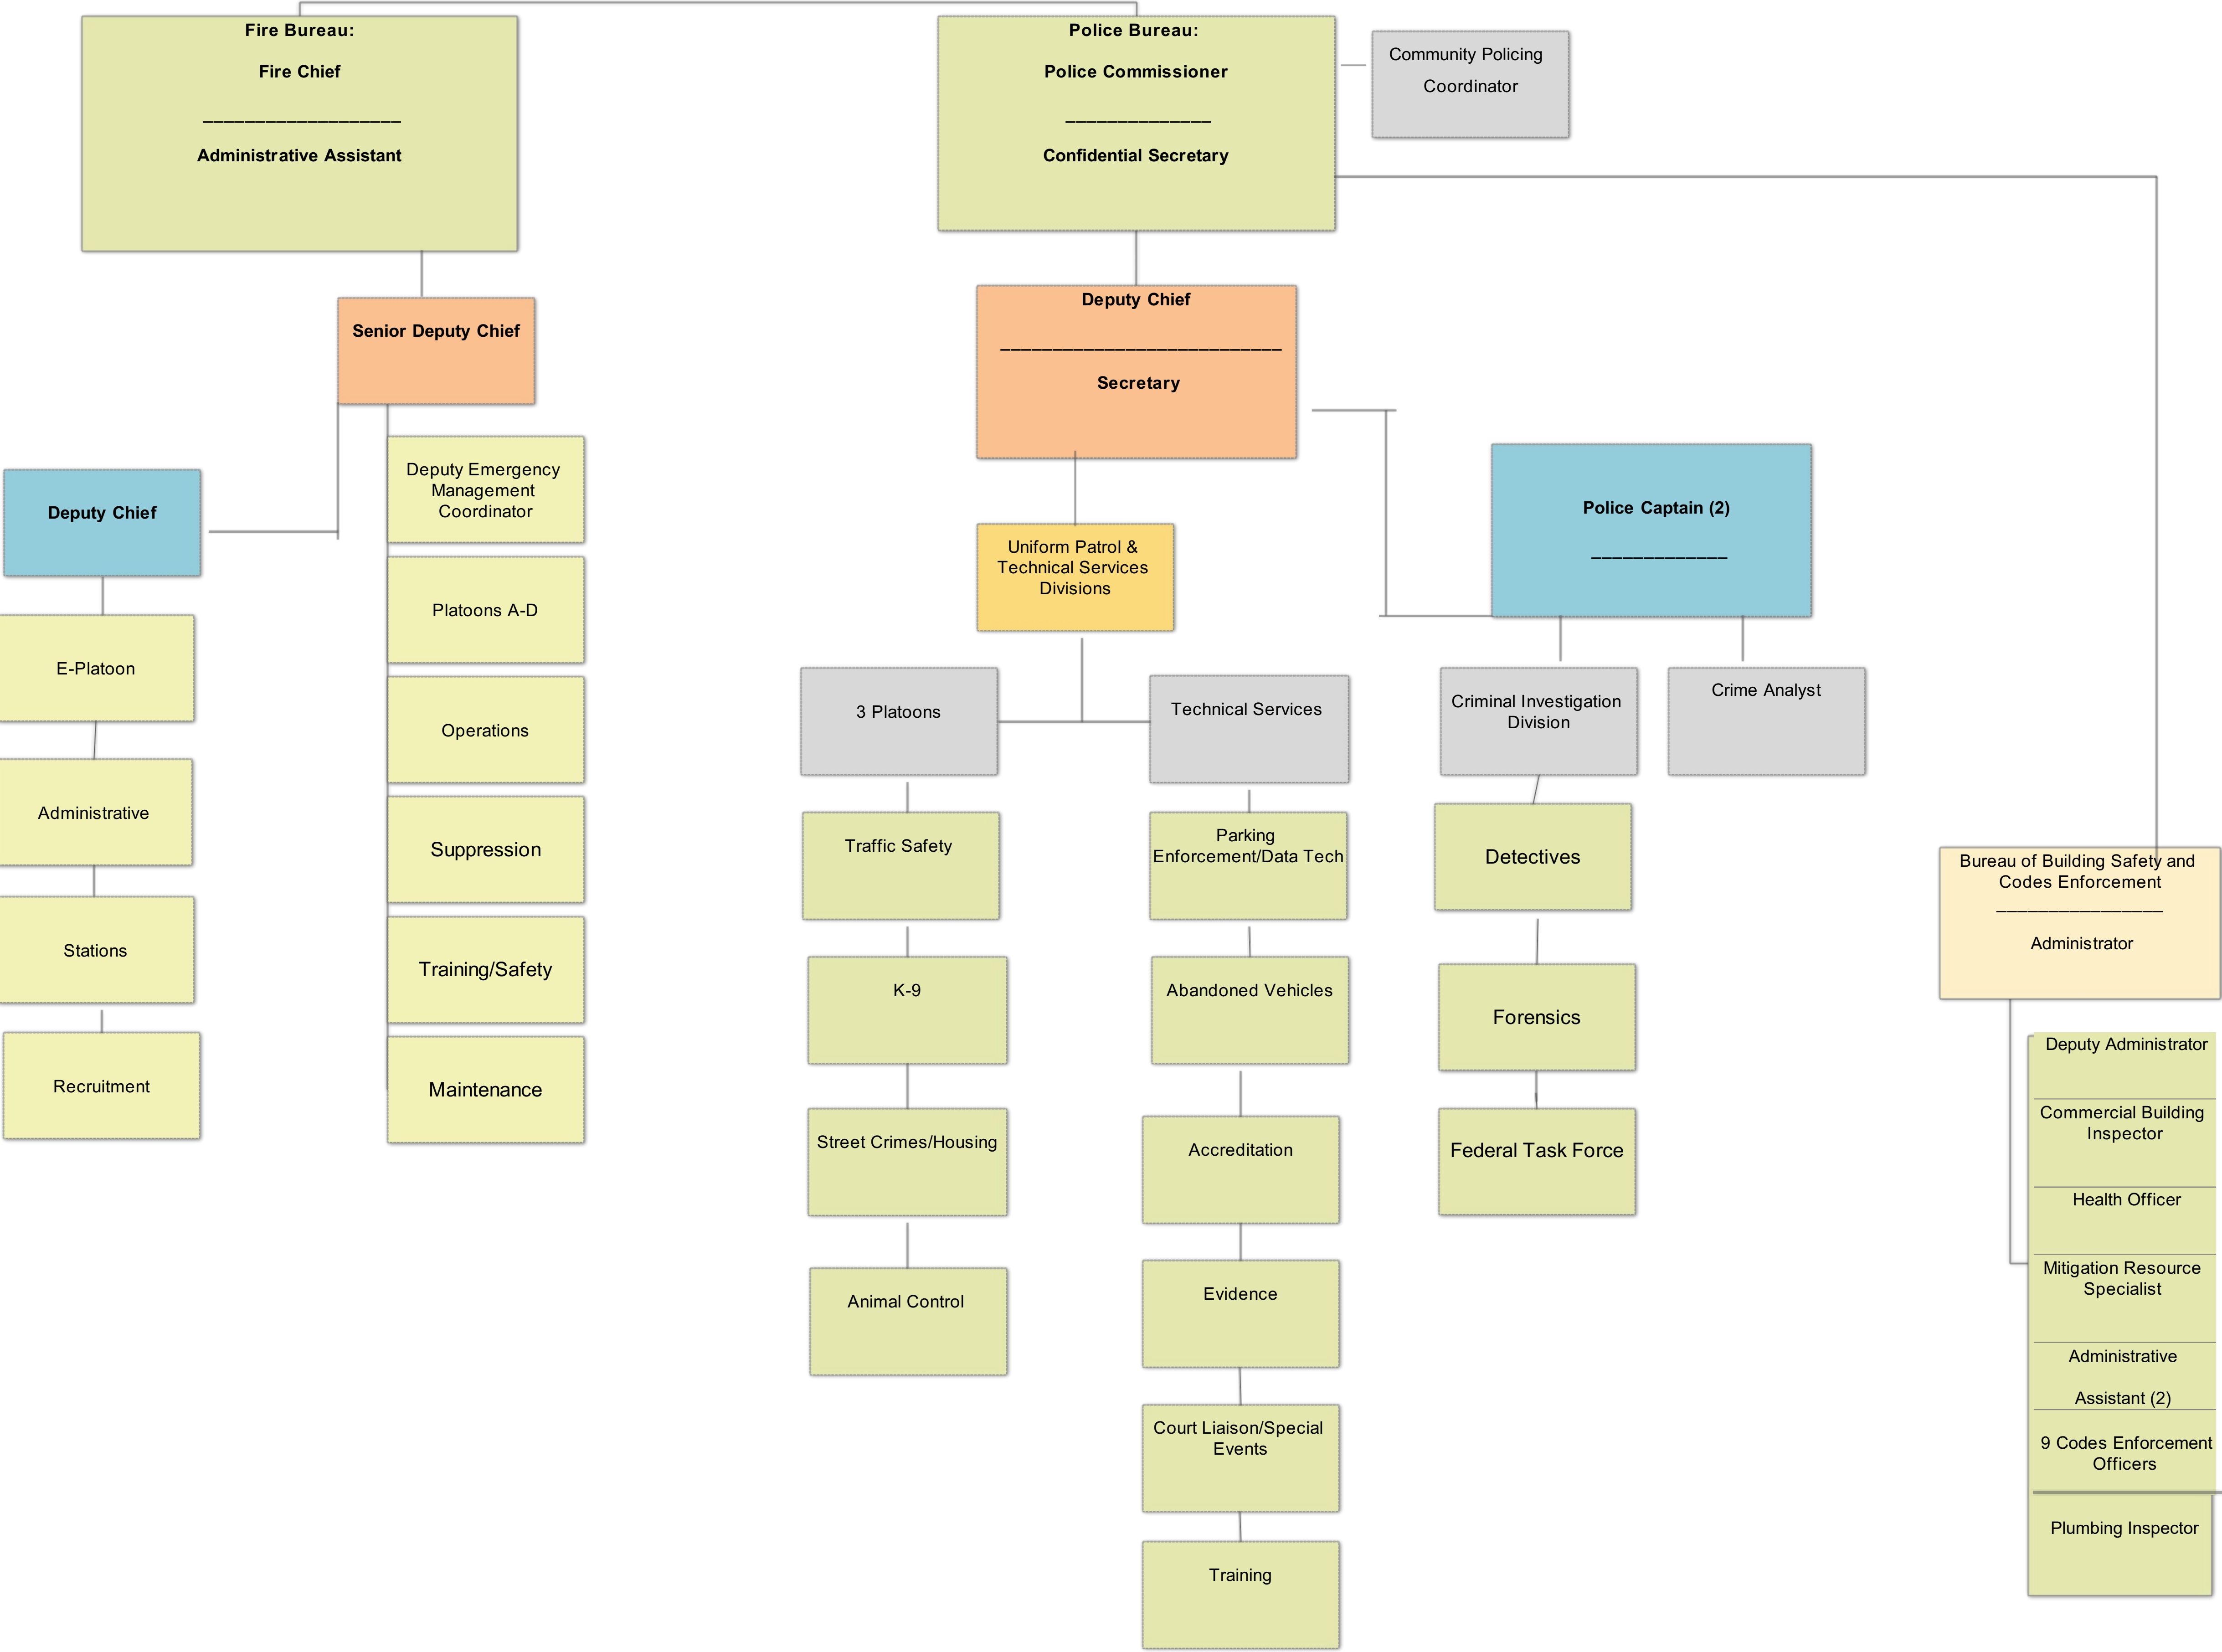 Fire Bureau:
Fire Chief
___________________
Administrative Assistant
Police Bureau:
Police Commissioner
______________
Confidential Secretary
Community Policing
Coordinator
Senior Deputy Chief
Deputy Chief
___________________________
Secretary
Deputy Chief
Deputy Emergency
Management
Coordinator
Police Captain (2)
_____________
Uniform Patrol &
Technical Services
Divisions
E-Platoon
Platoons A-D
Administrative
Operations
Stations
Suppression
Recruitment
Training/Safety
Maintenance
3 Platoons
Technical Services
Criminal Investigation
Division
Crime Analyst
Traffic Safety
Parking
Enforcement/Data Tech
Detectives
K-9
Abandoned Vehicles
Forensics
Street Crimes/Housing
Accreditation
Federal Task Force
Animal Control
Evidence
Court Liaison/Special
Events
Training
Bureau of Building Safety and
Codes Enforcement
________________
Administrator
Deputy Administrator
Commercial Building
Inspector
Health Officer
Mitigation Resource
Specialist
Administrative
Assistant (2)
9 Codes Enforcement
Officers
Plumbing Inspector